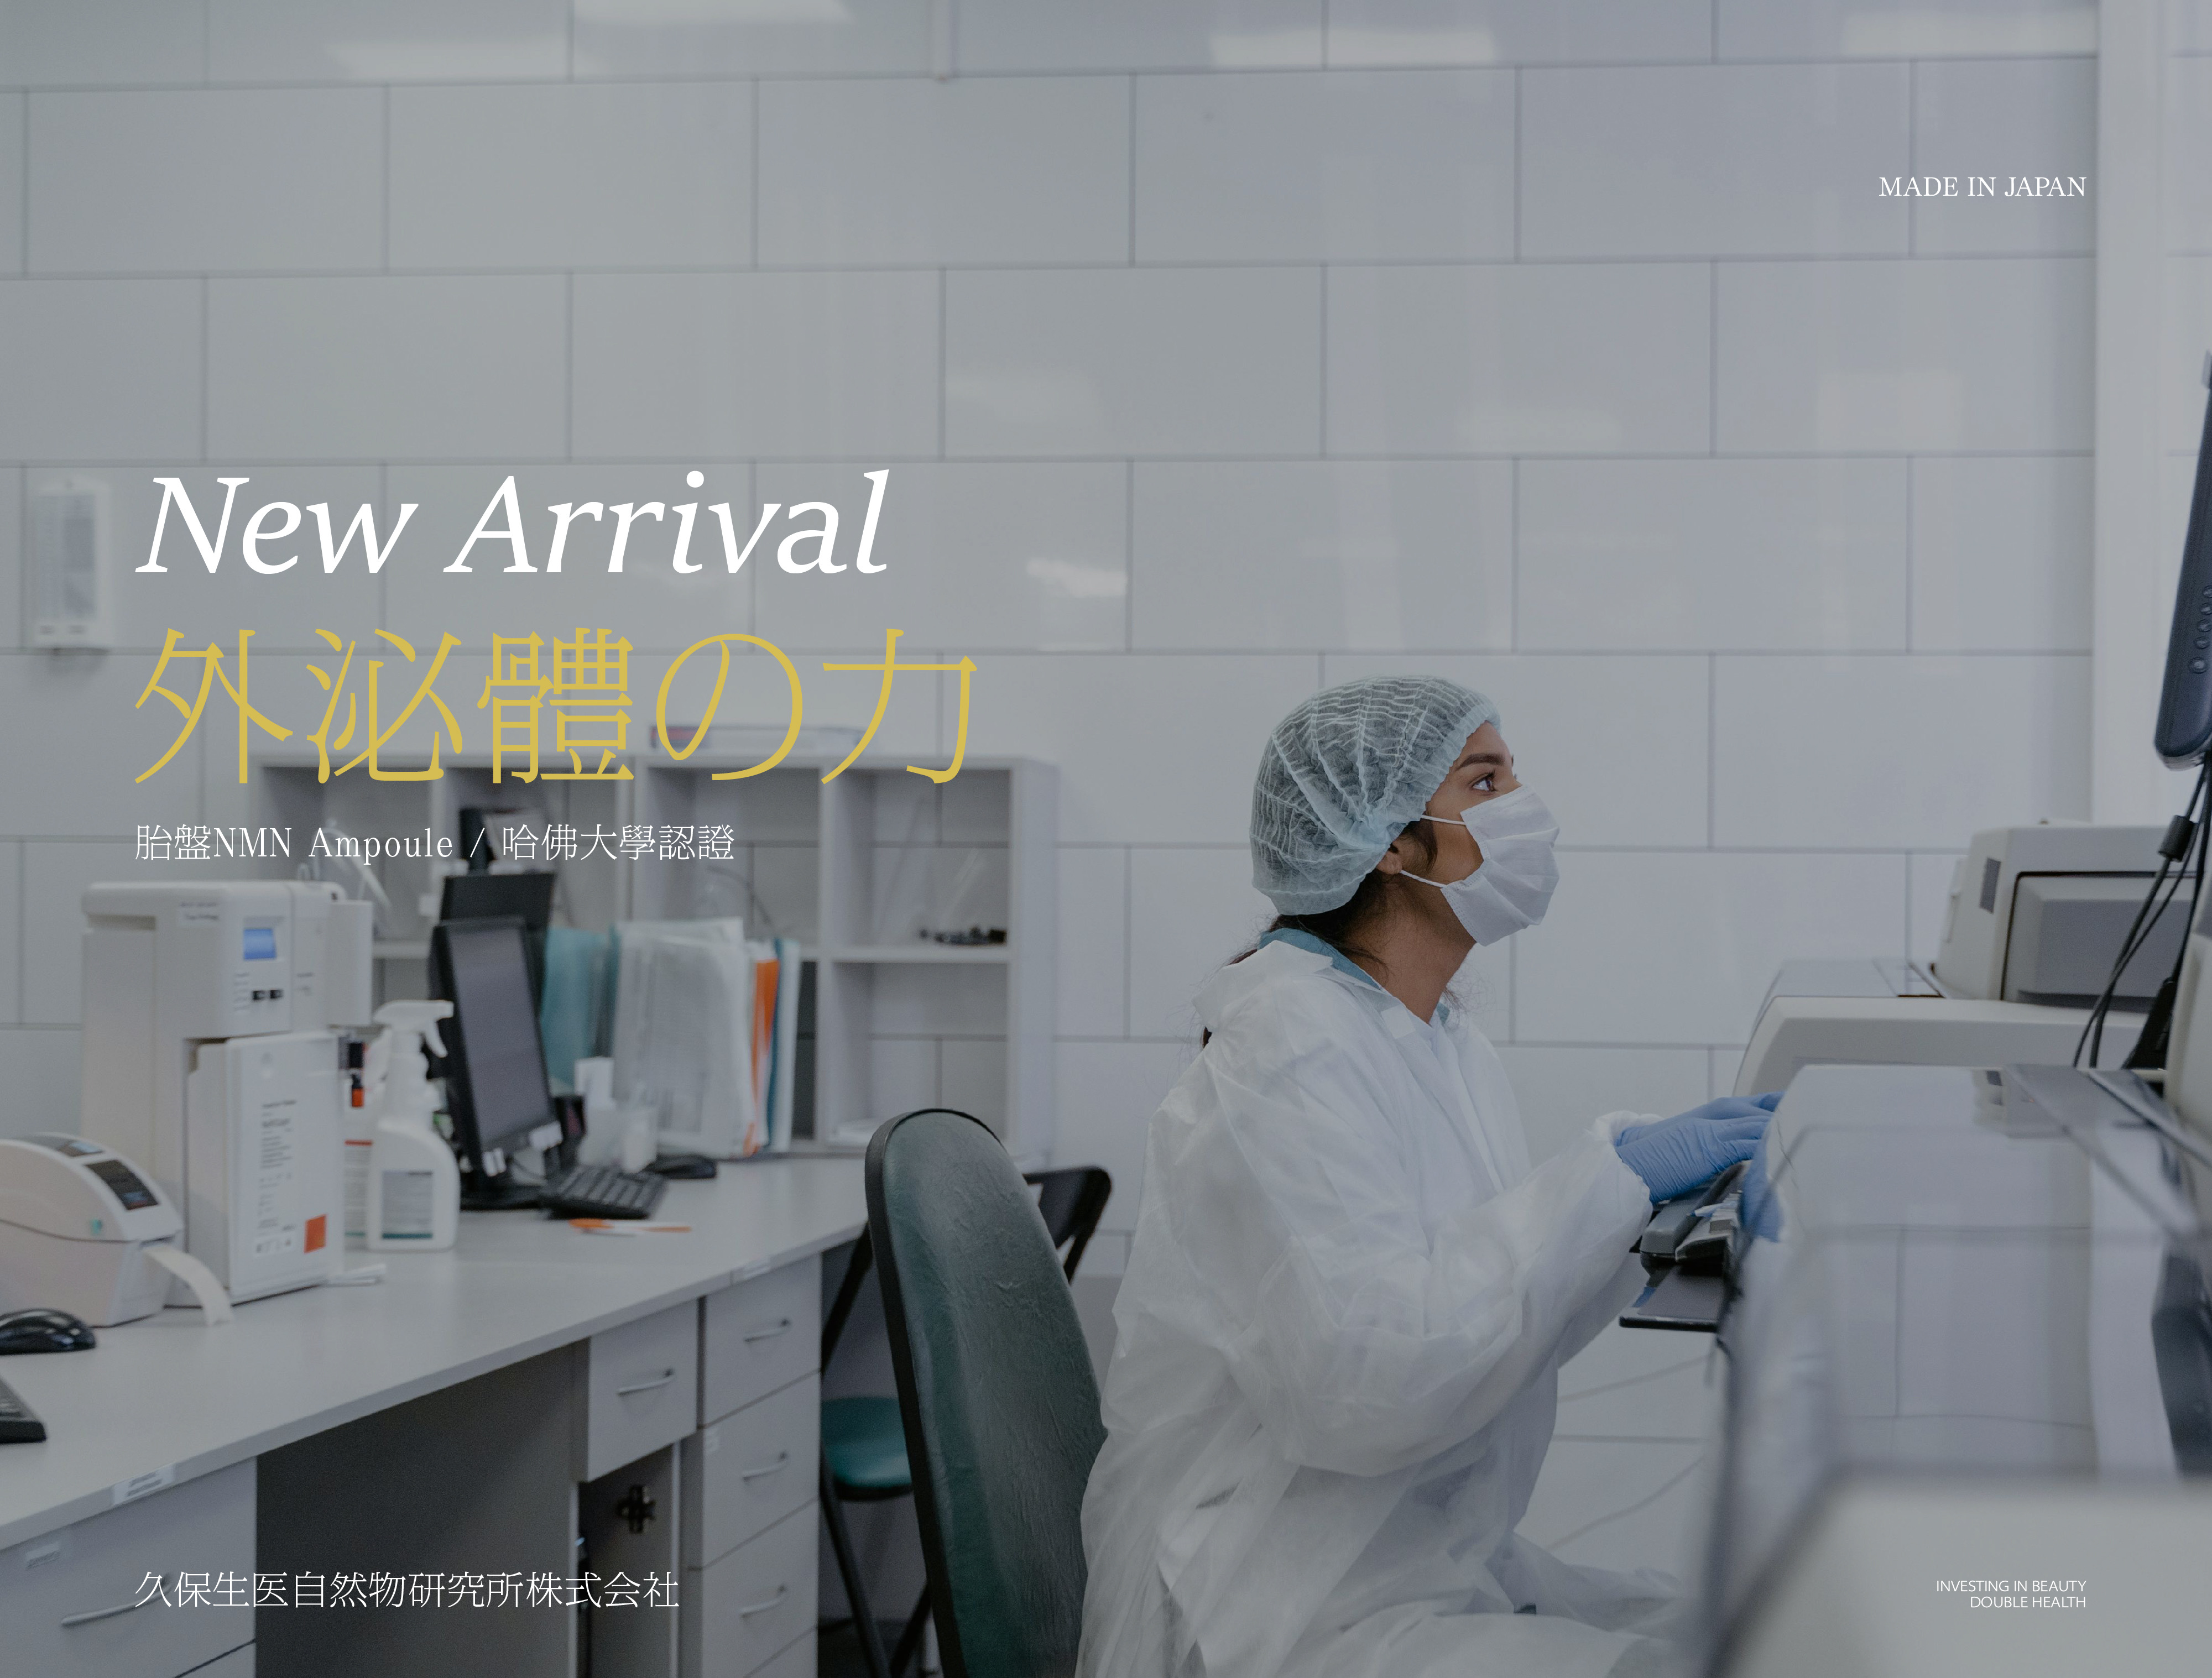 MADE IN JAPAN
New Arrival
外泌體の力
胎盤NMN Ampoule / 哈佛大學認證
久保生医自然物研究所株式会社
INVESTING IN BEAUTY
DOUBLE HEALTH